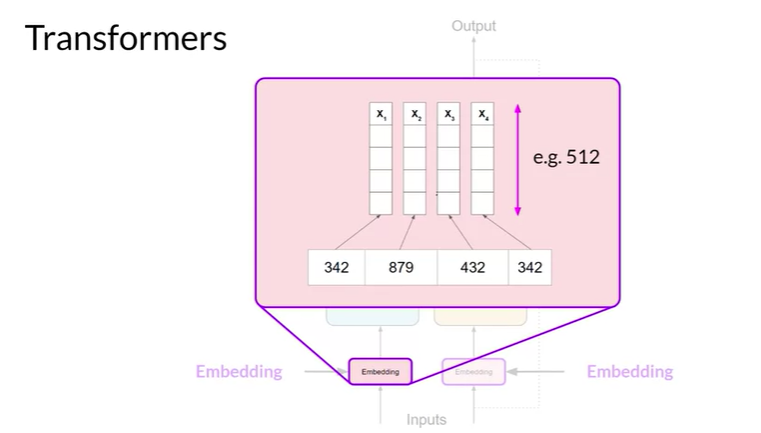 Transformers
Output
X1 X2 X3 X4
e.g. 512
342 879 432 342
Embedding Embedding Embedding Embedding
Inputs